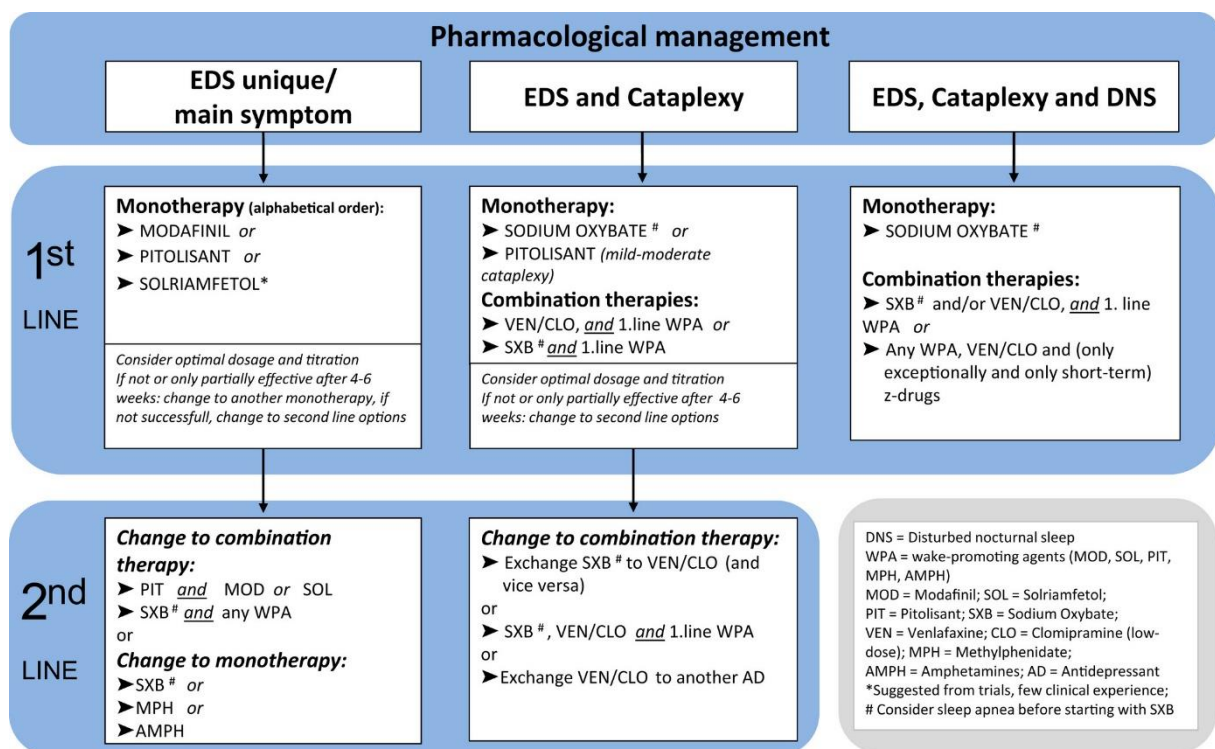 Pharmacological management
EDS unique/
main symptom
EDS and Cataplexy
EDS, Cataplexy and DNS
1st
LINE
Monotherapy (alphabetical order):
➤ MODAFINIL or
➤ PITOLISANT or
➤ SOLRIAMFETOL*
Consider optimal dosage and titration
If not or only partially effective after 4-6
weeks: change to another monotherapy, if
not successfull, change to second line options
Monotherapy:
➤ SODIUM OXYBATE # or
➤ PITOLISANT (mild-moderate
cataplexy)
Combination therapies:
➤ VEN/CLO, and 1.line WPA or
➤ SXB # and 1.line WPA
Consider optimal dosage and titration
If not or only partially effective after 4-6
weeks: change to second line options
Monotherapy:
➤ SODIUM OXYBATE #
Combination therapies:
➤ SXB # and/or VEN/CLO, and 1. line
WPA or
➤ Any WPA, VEN/CLO and (only
exceptionally and only short-term)
z-drugs
2nd
LINE
Change to combination
therapy:
➤ PIT and MOD or SOL
➤ SXB # and any WPA
or
Change to monotherapy:
➤ SXB # or
➤ MPH or
➤ AMPH
Change to combination therapy:
➤ Exchange SXB # to VEN/CLO (and
vice versa)
or
➤ SXB #, VEN/CLO and 1.line WPA
or
➤ Exchange VEN/CLO to another AD
DNS = Disturbed nocturnal sleep
WPA = wake-promoting agents (MOD, SOL, PIT,
MPH, AMPH)
MOD = Modafinil; SOL = Solriamfetol;
PIT = Pitolisant; SXB = Sodium Oxybate;
VEN = Venlafaxine; CLO = Clomipramine (low-
dose); MPH = Methylphenidate;
AMPH = Amphetamines; AD = Antidepressant
*Suggested from trials, few clinical experience;
# Consider sleep apnea before starting with SXB